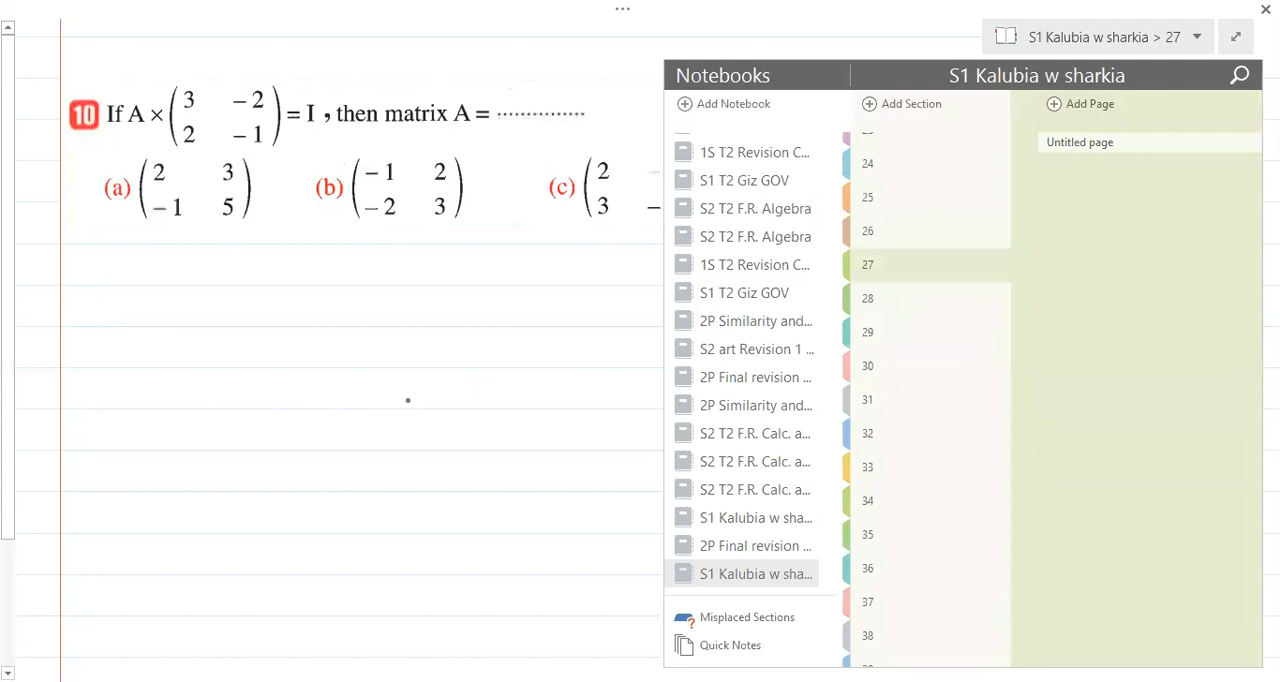 S1 Kalubia w sharkia > 27
Notebooks
S1 Kalubia w sharkia
Add Notebook
Add Section
Add Page
10 If A × ( 3 − 2 ) = I , then matrix A = ...............
2 − 1
(a) ( 2 3 ) (b) ( − 1 2 ) (c) ( 2
− 1 5 − 2 3 3 −
1S T2 Revision C...
S1 T2 Giz GOV
S2 T2 F.R. Algebra
S2 T2 F.R. Algebra
1S T2 Revision C...
S1 T2 Giz GOV
2P Similarity and...
S2 art Revision 1 ...
2P Final revision ...
2P Similarity and...
S2 T2 F.R. Calc. a...
S2 T2 F.R. Calc. a...
S2 T2 F.R. Calc. a...
S1 Kalubia w sha...
2P Final revision ...
S1 Kalubia w sha...
Misplaced Sections
Quick Notes
24
25
26
27
28
29
30
31
32
33
34
35
36
37
38
Untitled page